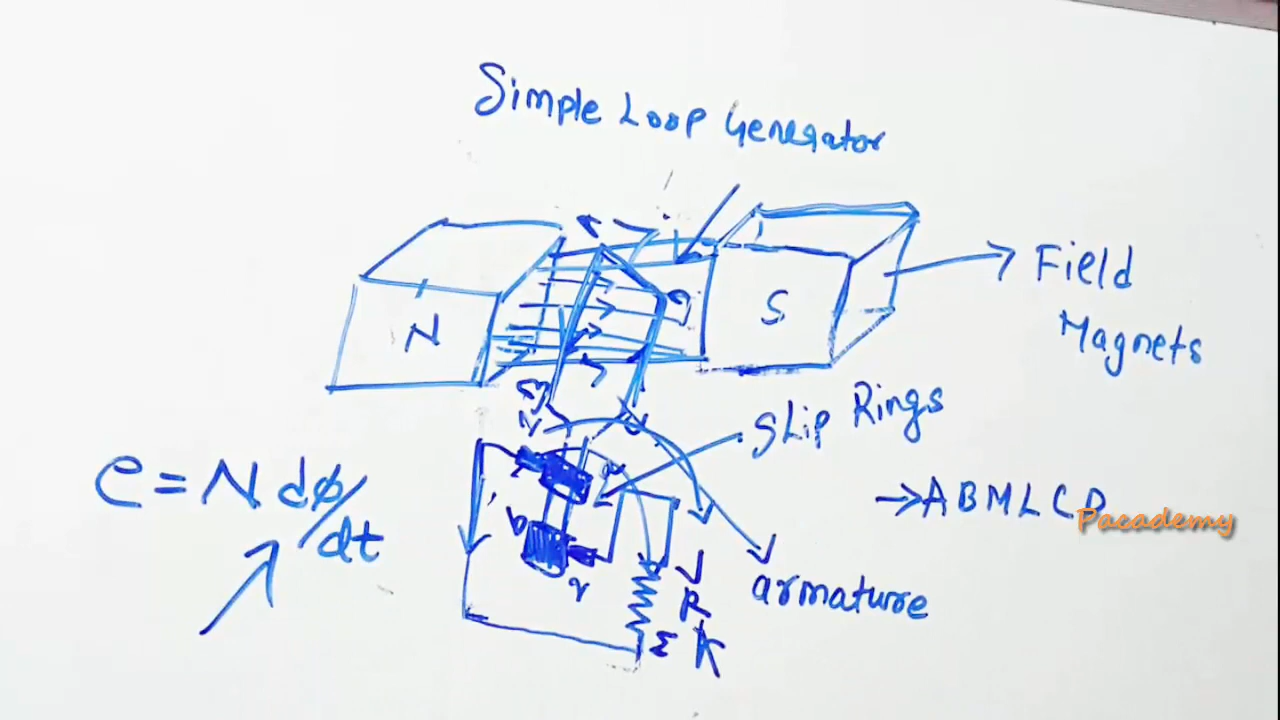 Simple Loop Generator
N
S
Field
Magnets
Slip Rings
e = N dϕ/dt
→ABMLCD
Pacademy
b
armature
R